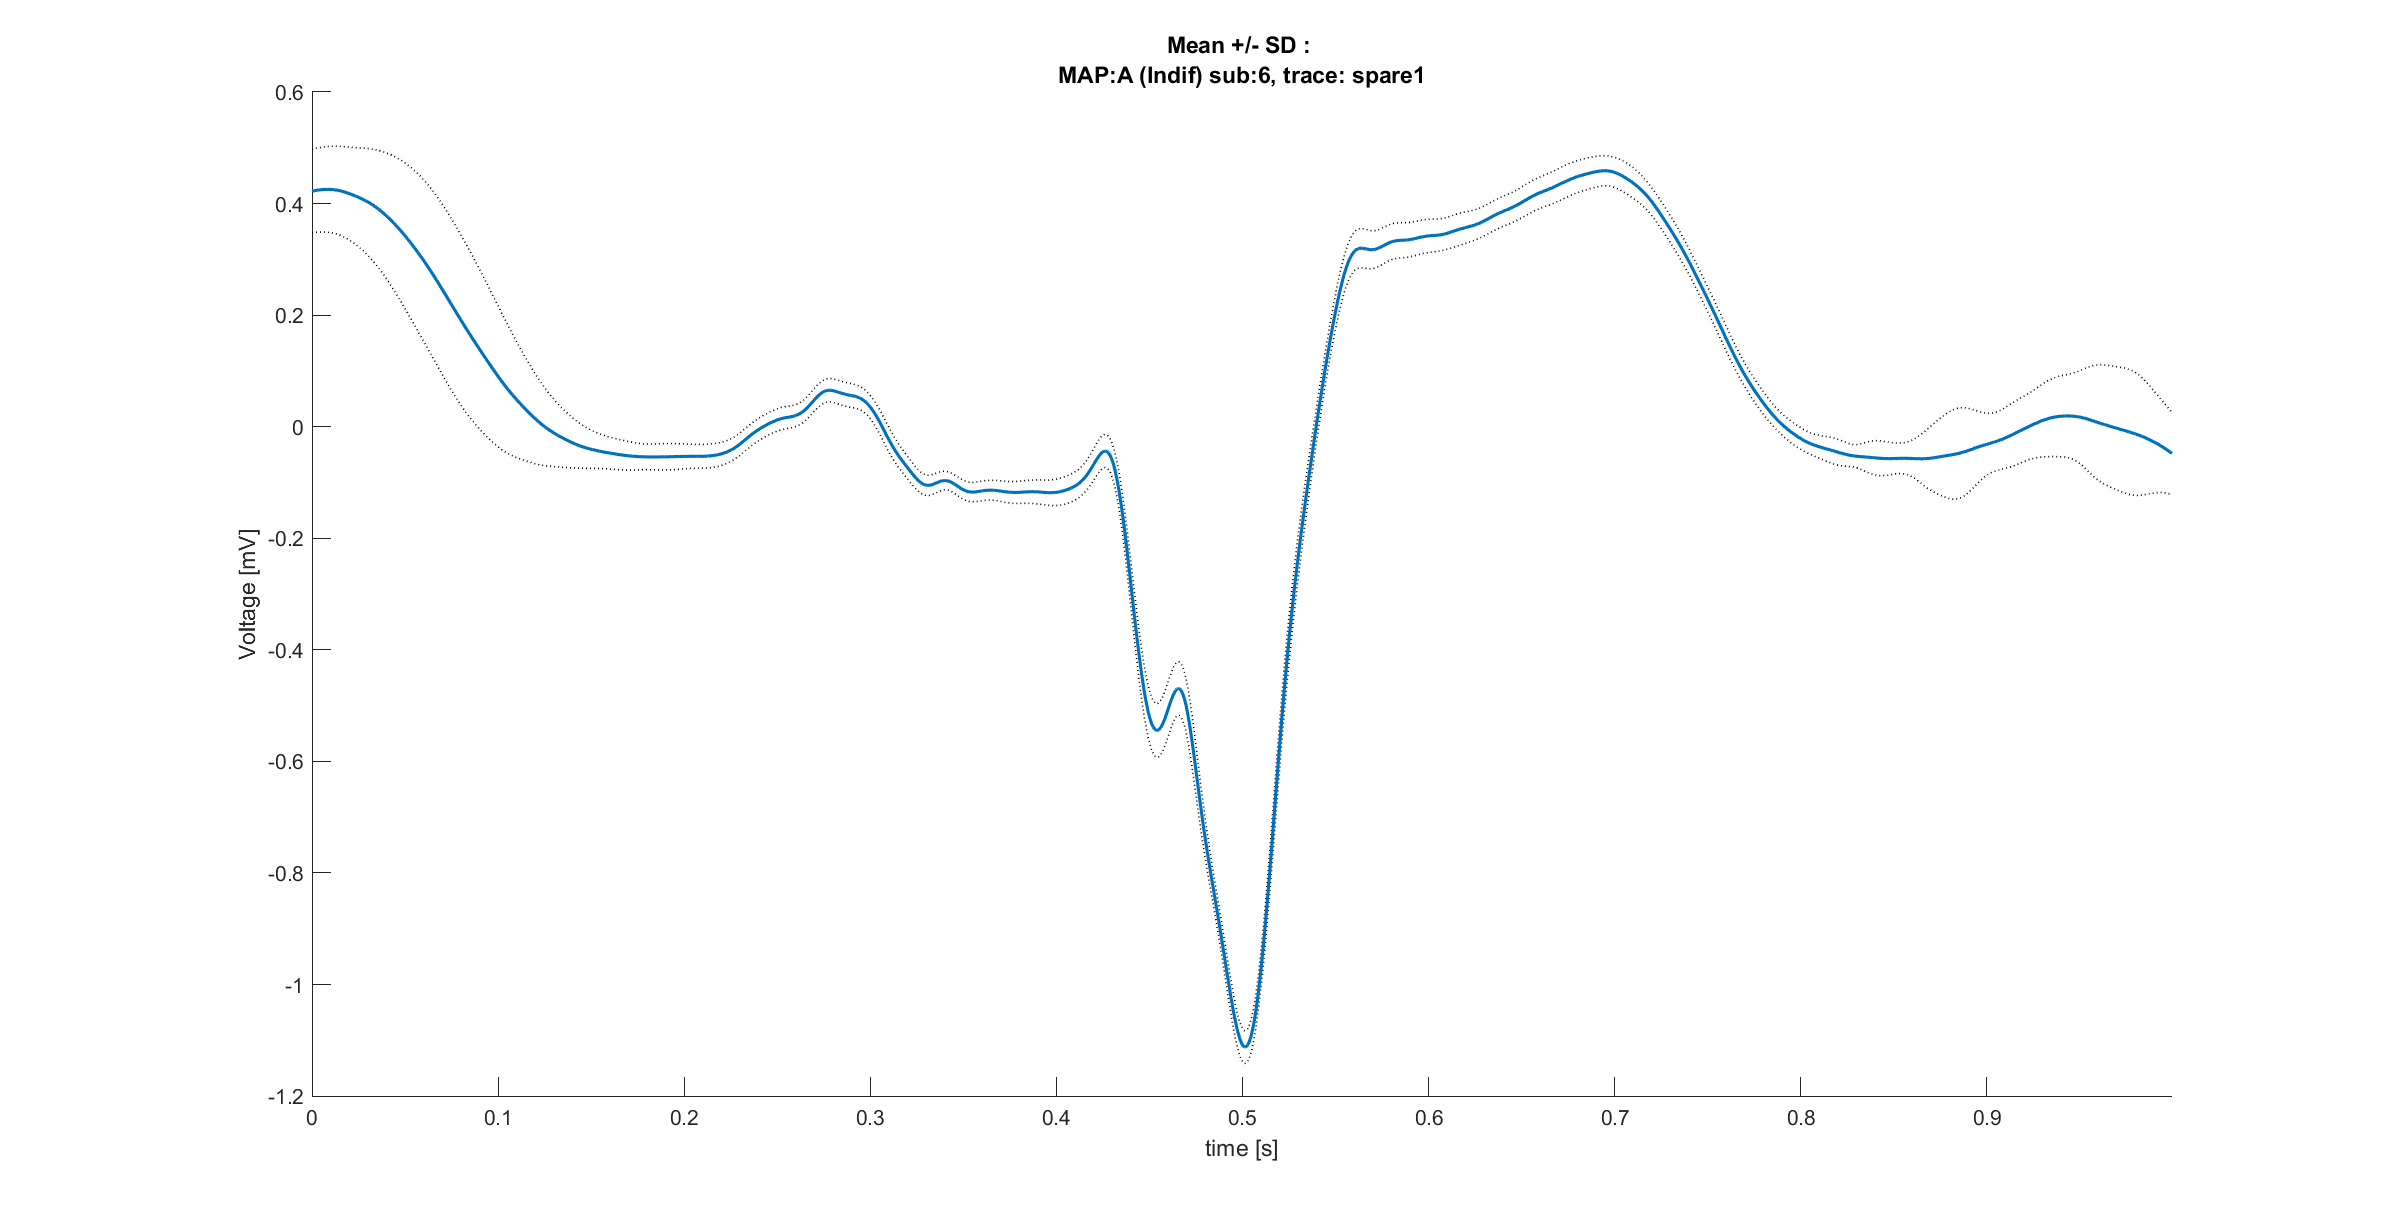 Mean +/- SD :
MAP:A (Indif) sub:6, trace: spare1
0.6
0.4
0.2
0
-0.2
-0.4
-0.6
-0.8
-1
-1.2
Voltage [mV]
0 0.1 0.2 0.3 0.4 0.5 0.6 0.7 0.8 0.9
time [s]